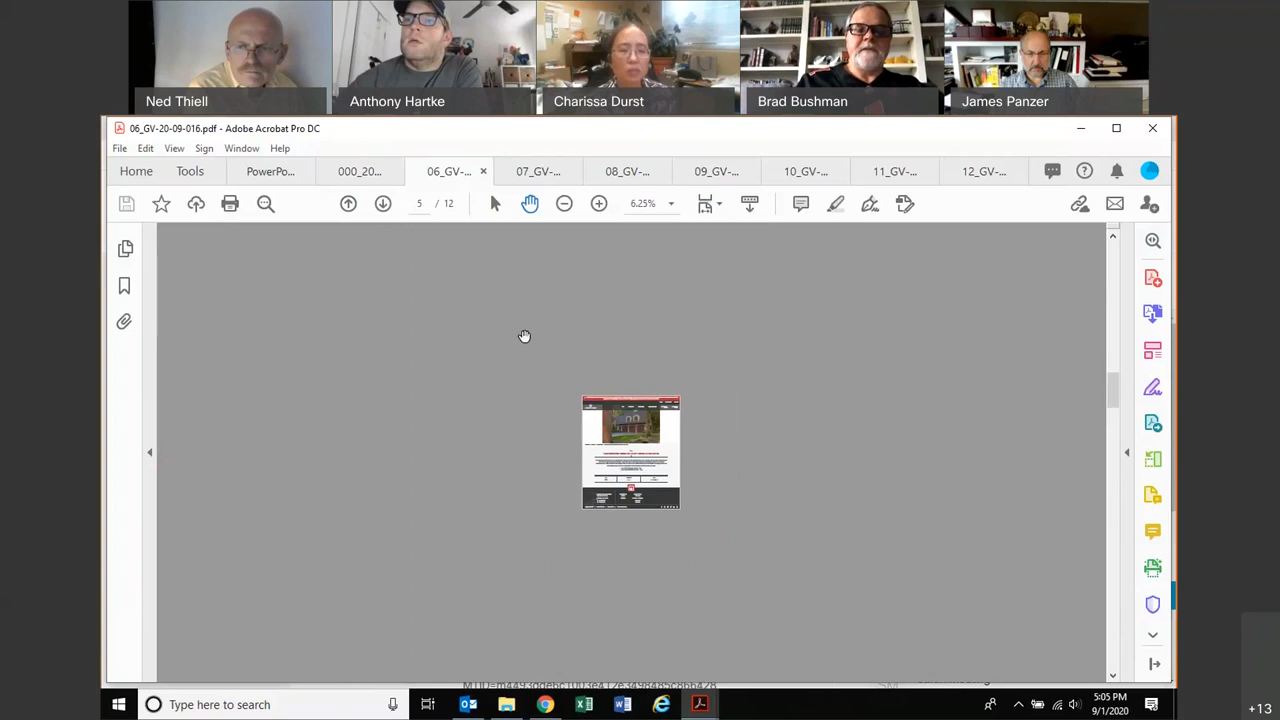 Ned Thiell
Anthony Hartke
Charissa Durst
Brad Bushman
James Panzer
06_GV-20-09-016.pdf - Adobe Acrobat Pro DC
File Edit View Sign Window Help
Home Tools PowerPo... 000_20... 06_GV-... 07_GV-... 08_GV-... 09_GV-... 10_GV-... 11_GV-... 12_GV-...
5 / 12 6.25%
Type here to search
5:05 PM
9/1/2020
+13